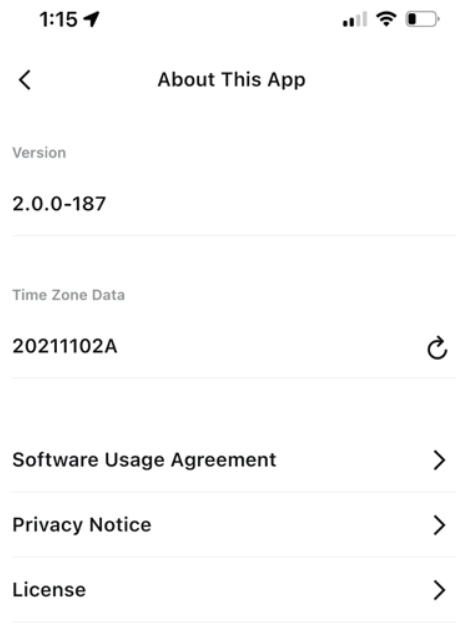 1:15
About This App
Version
2.0.0-187
Time Zone Data
20211102A
Software Usage Agreement
Privacy Notice
License